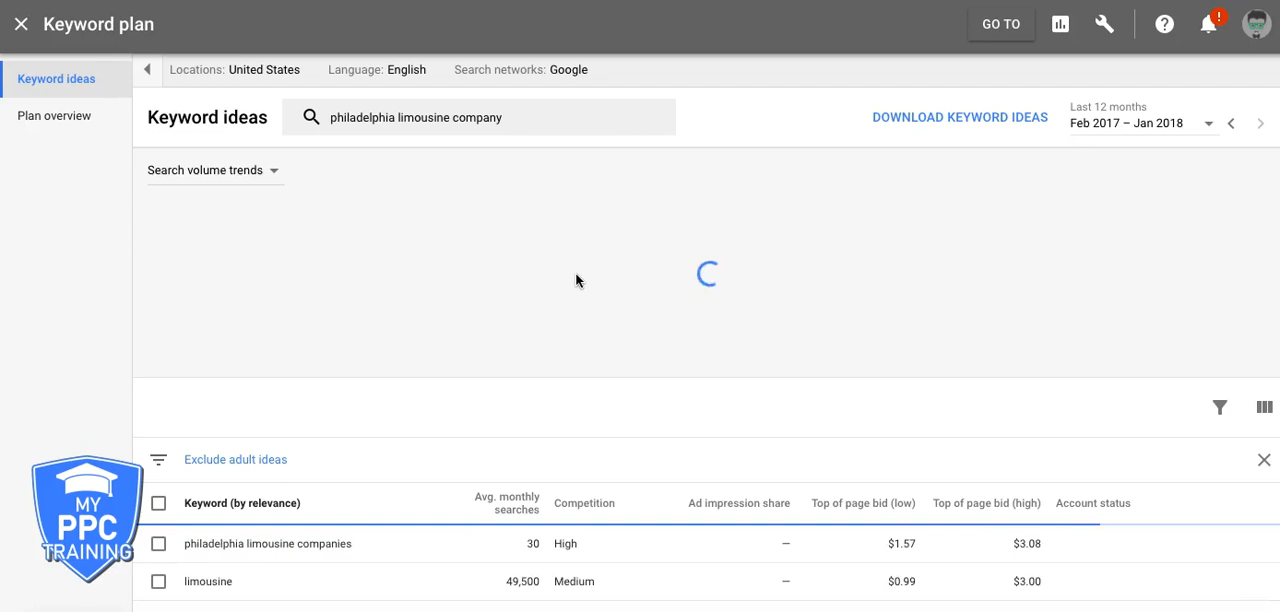 Keyword plan
GO TO
!
Keyword ideas
Plan overview
Locations: United States Language: English Search networks: Google
Keyword ideas
philadelphia limousine company
DOWNLOAD KEYWORD IDEAS
Last 12 months
Feb 2017 – Jan 2018
Search volume trends
Exclude adult ideas
Keyword (by relevance) Avg. monthly searches Competition Ad impression share Top of page bid (low) Top of page bid (high) Account status
philadelphia limousine companies 30 High – $1.57 $3.08
limousine 49,500 Medium – $0.99 $3.00
MY
PPC
TRAINING